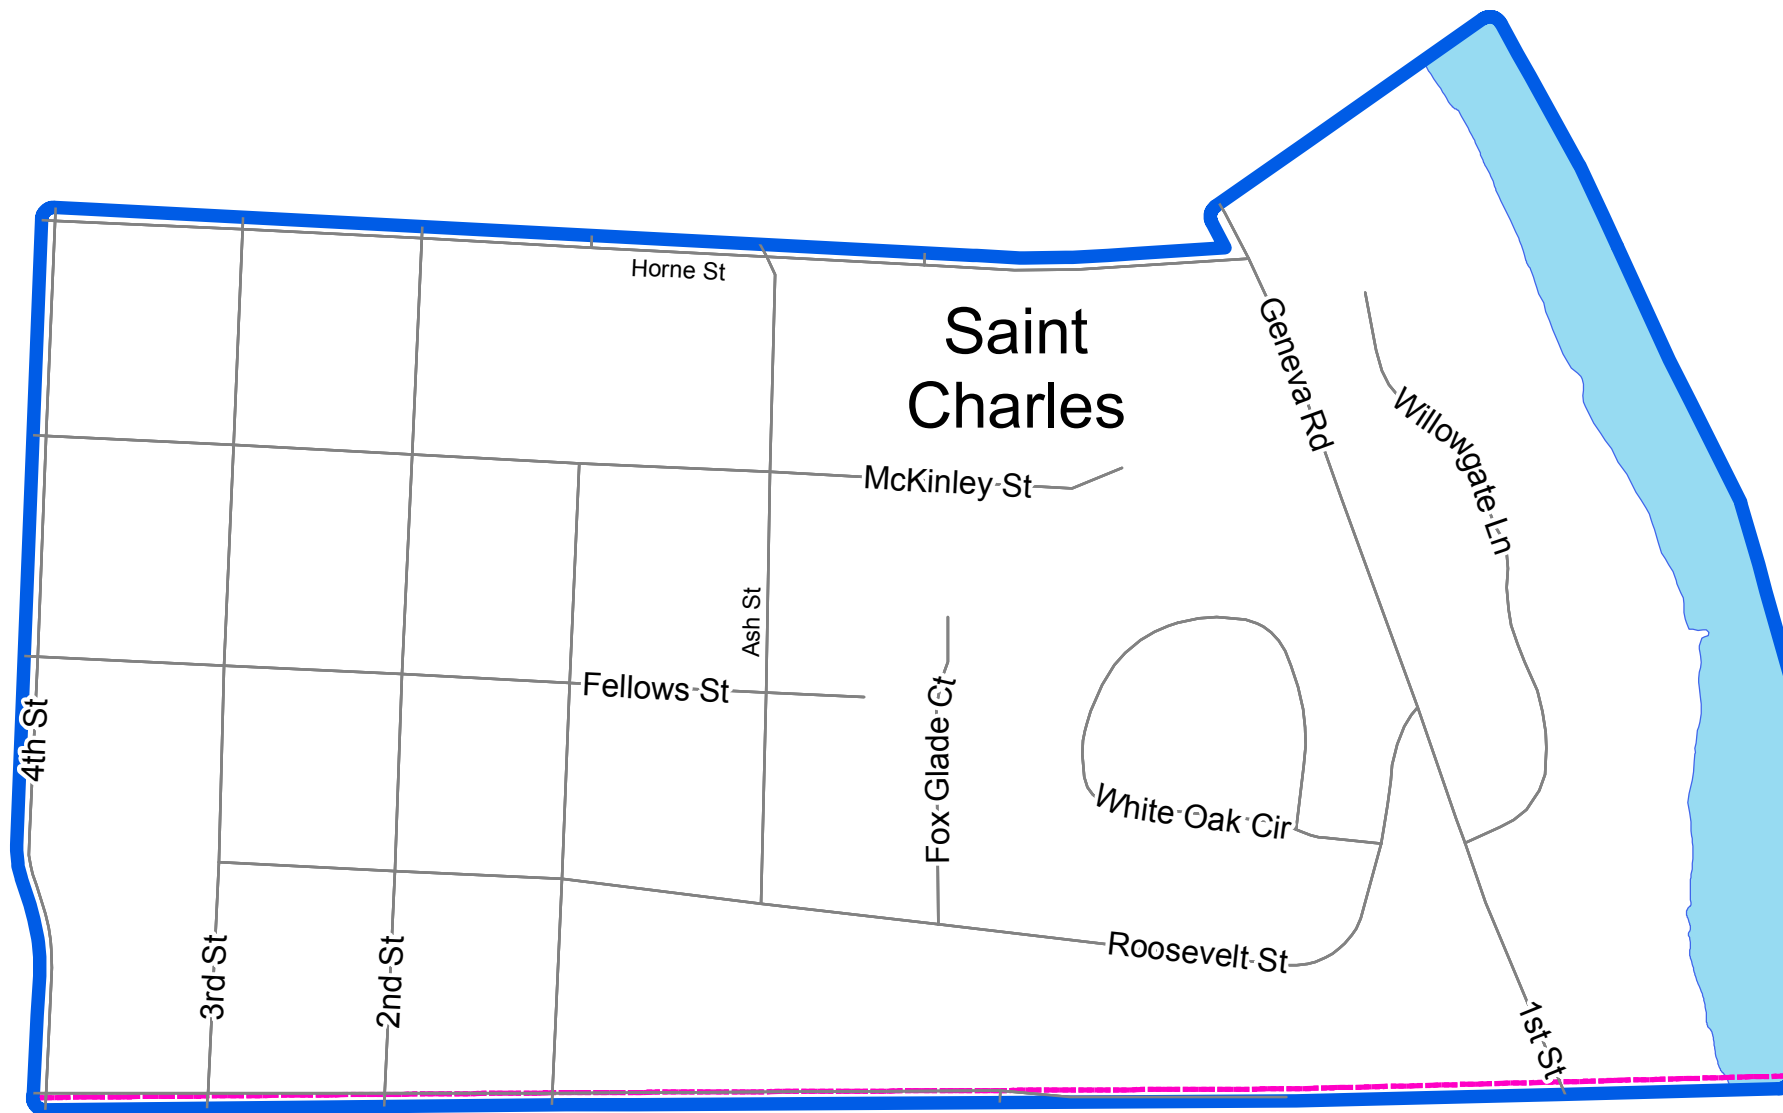 Horne St
Saint
Charles
Geneva Rd
Willowgate Ln
McKinley St
Ash St
Fellows St
4th St
Fox Glade Ct
White Oak Cir
Roosevelt St
3rd St
2nd St
1st St